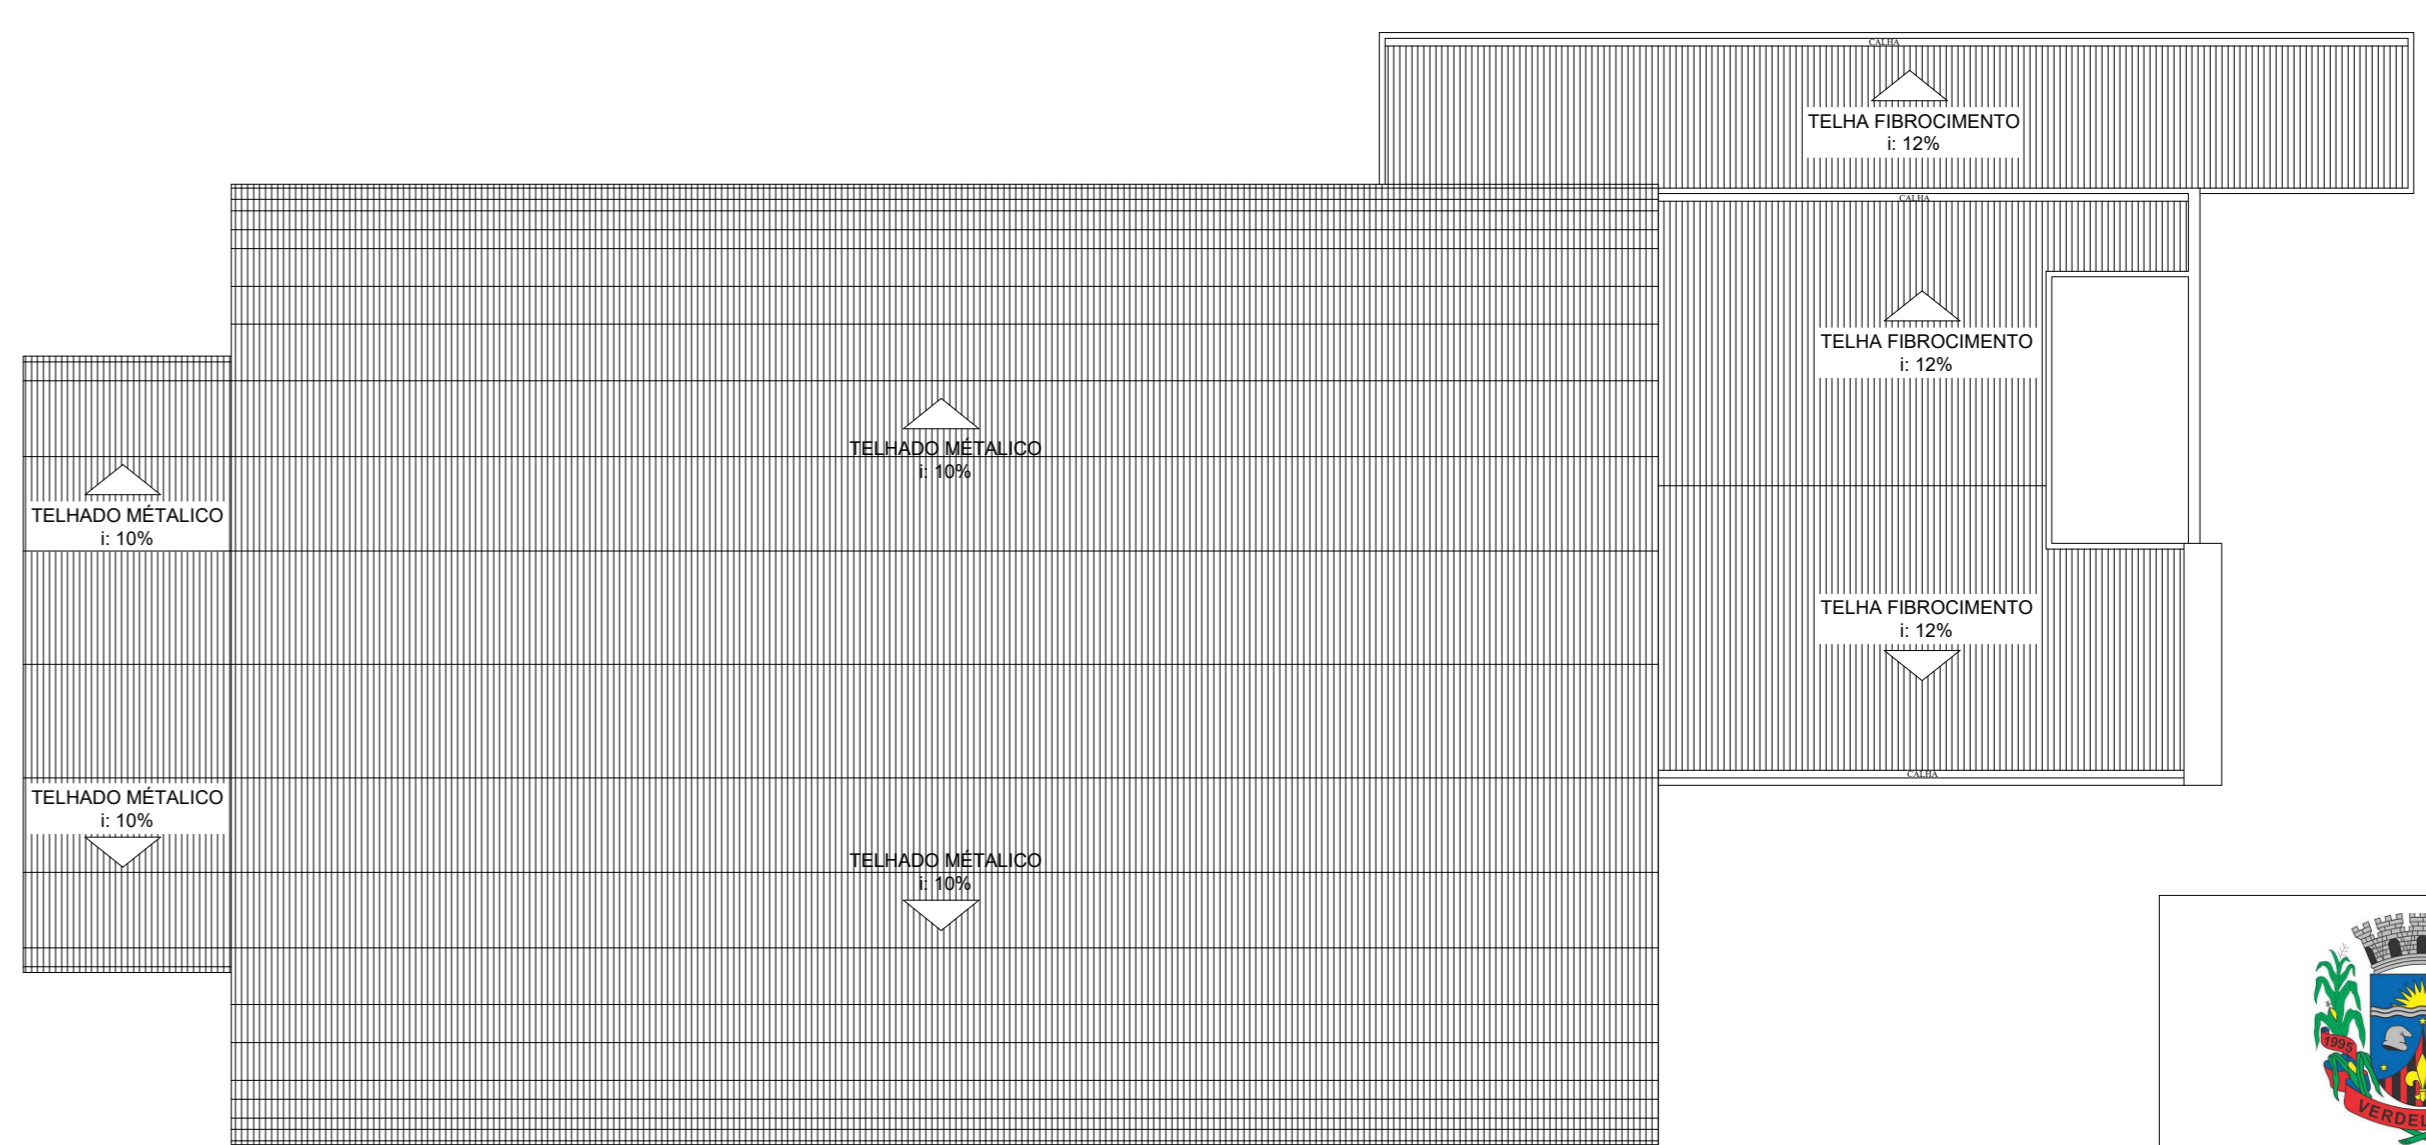 CALHA
TELHA FIBROCIMENTO
i: 12%
CALHA
TELHA FIBROCIMENTO
i: 12%
TELHADO MÉTALICO
i: 10%
TELHADO MÉTALICO
i: 10%
TELHA FIBROCIMENTO
i: 12%
CALHA
TELHADO MÉTALICO
i: 10%
TELHADO MÉTALICO
i: 10%
1995